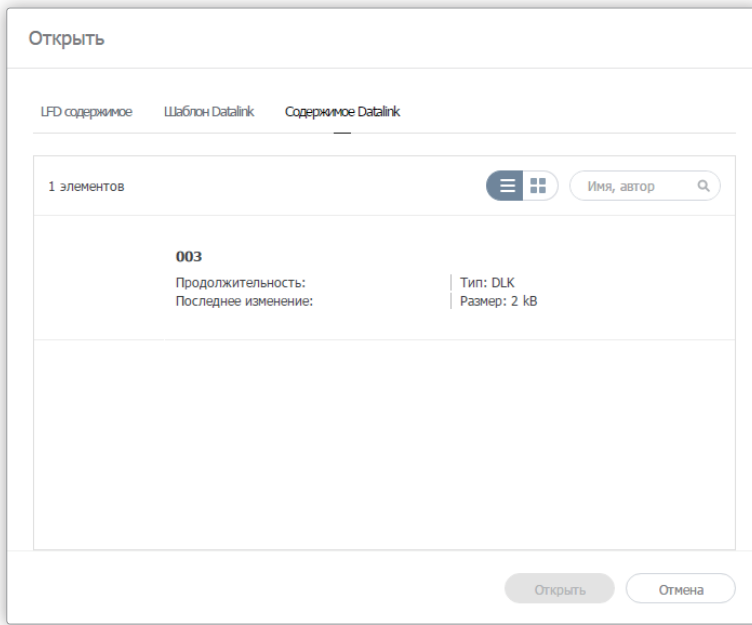 Открыть
LFD содержимое Шаблон Datalink Содержимое Datalink
1 элементов Имя, автор
003
Продолжительность: Тип: DLK
Последнее изменение: Размер: 2 kB
Открыть Отмена